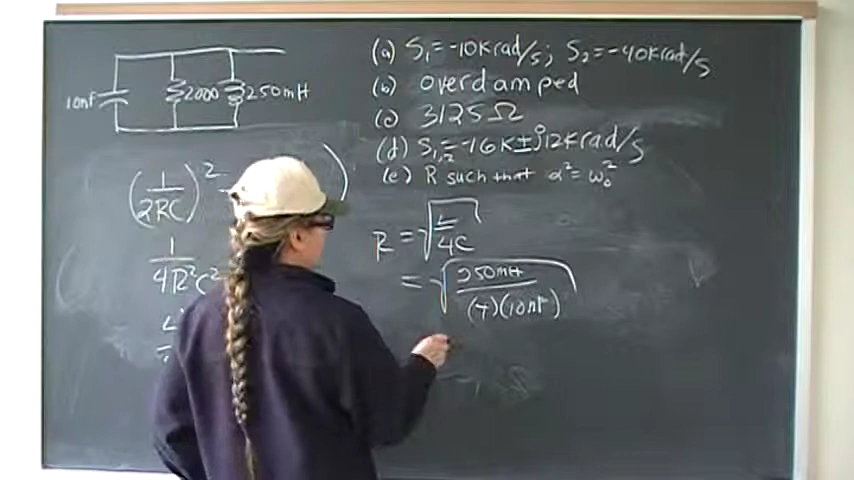 10nF 2000 250mH
(a) S₁=-10Krad/s; S₂=-40Krad/s
(b) overdamped
(c) 3125Ω
(d) S₁,₂=-16K±j12Krad/s
(e) R such that α²=ω₀²
(1/2RC)²-
1/4R²C²
R=√(L/4C)
=√(250mH/(4)(10nF))